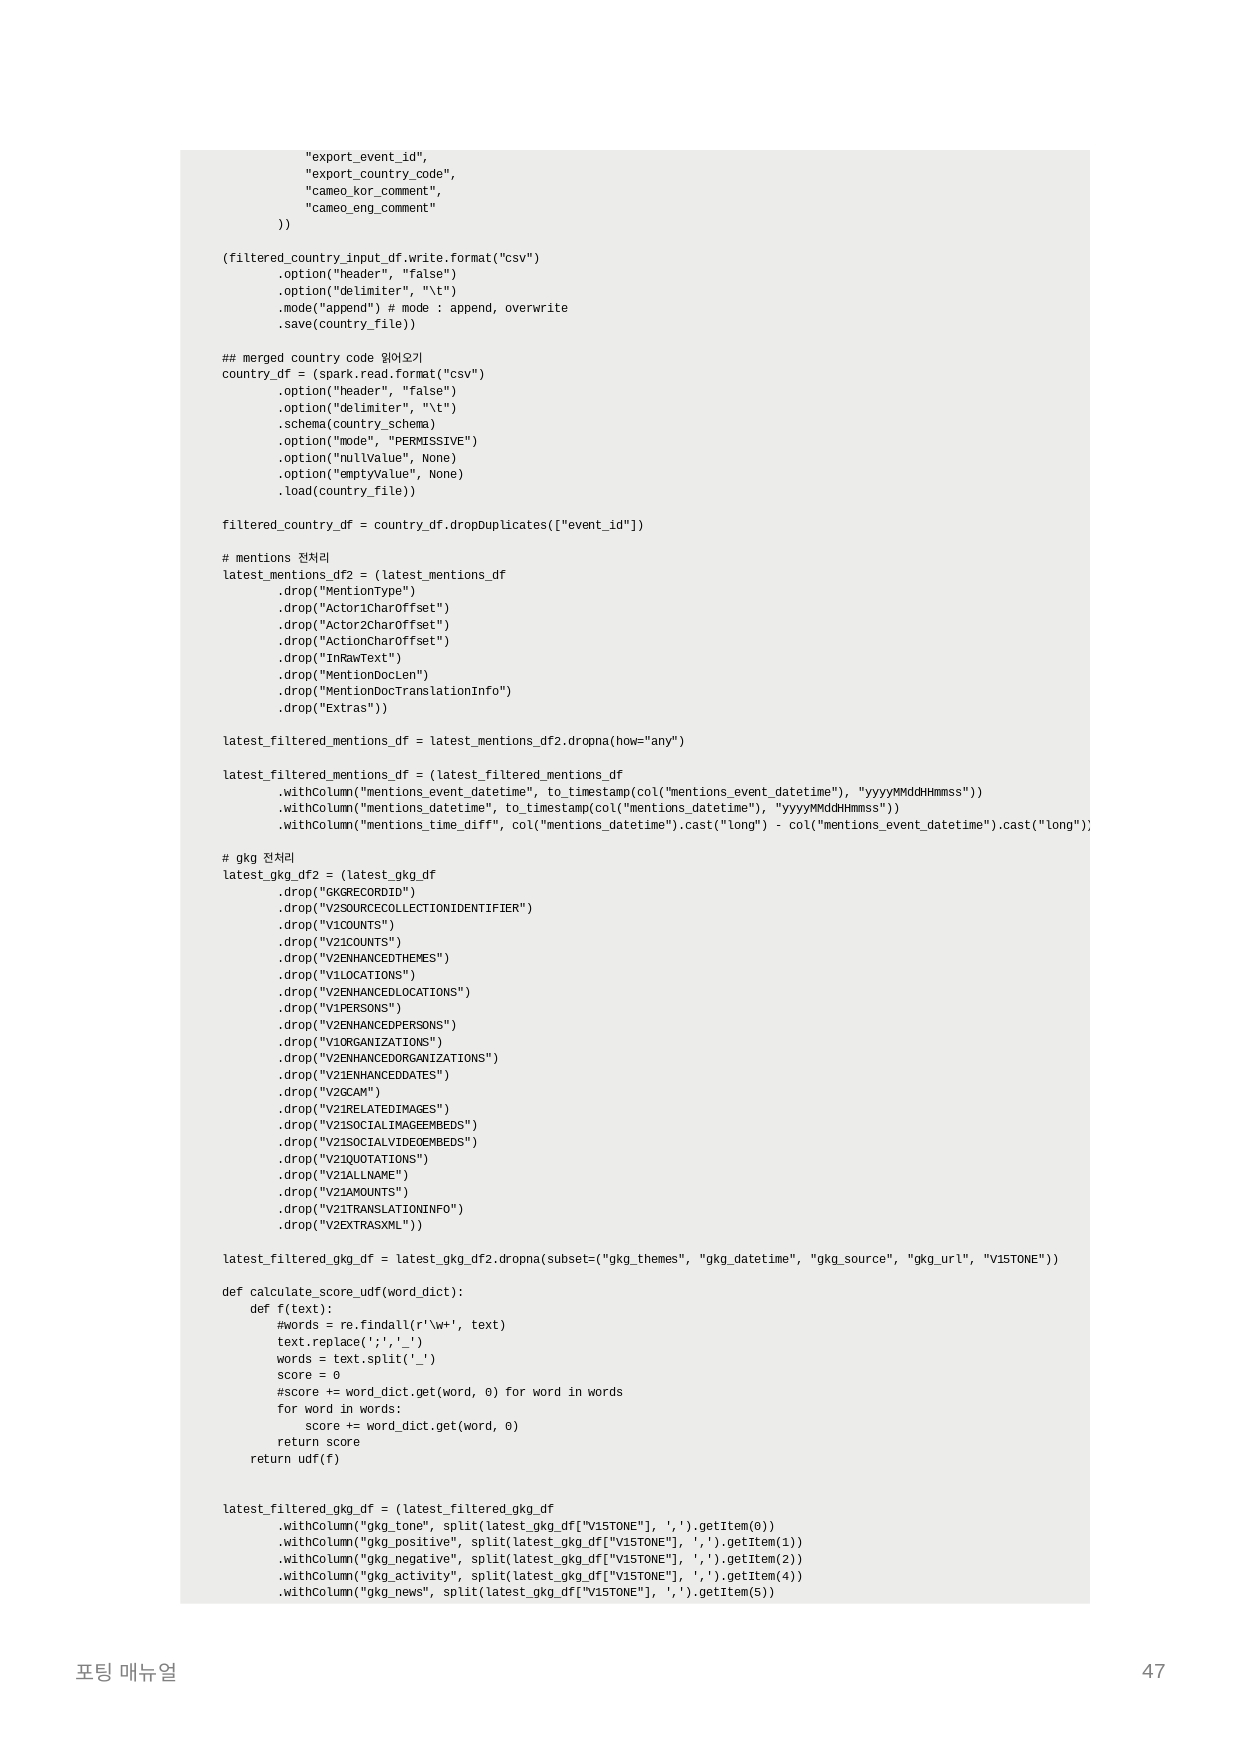 "export_event_id",
            "export_country_code",
            "cameo_kor_comment",
            "cameo_eng_comment"
        ))

(filtered_country_input_df.write.format("csv")
        .option("header", "false")
        .option("delimiter", "\t")
        .mode("append") # mode : append, overwrite
        .save(country_file))

## merged country code 읽어오기
country_df = (spark.read.format("csv")
        .option("header", "false")
        .option("delimiter", "\t")
        .schema(country_schema)
        .option("mode", "PERMISSIVE")
        .option("nullValue", None)
        .option("emptyValue", None)
        .load(country_file))

filtered_country_df = country_df.dropDuplicates(["event_id"])

# mentions 전처리
latest_mentions_df2 = (latest_mentions_df
        .drop("MentionType")
        .drop("Actor1CharOffset")
        .drop("Actor2CharOffset")
        .drop("ActionCharOffset")
        .drop("InRawText")
        .drop("MentionDocLen")
        .drop("MentionDocTranslationInfo")
        .drop("Extras"))

latest_filtered_mentions_df = latest_mentions_df2.dropna(how="any")

latest_filtered_mentions_df = (latest_filtered_mentions_df
        .withColumn("mentions_event_datetime", to_timestamp(col("mentions_event_datetime"), "yyyyMMddHHmmss"))
        .withColumn("mentions_datetime", to_timestamp(col("mentions_datetime"), "yyyyMMddHHmmss"))
        .withColumn("mentions_time_diff", col("mentions_datetime").cast("long") - col("mentions_event_datetime").cast("long"))

# gkg 전처리
latest_gkg_df2 = (latest_gkg_df
        .drop("GKGRECORDID")
        .drop("V2SOURCECOLLECTIONIDENTIFIER")
        .drop("V1COUNTS")
        .drop("V21COUNTS")
        .drop("V2ENHANCEDTHEMES")
        .drop("V1LOCATIONS")
        .drop("V2ENHANCEDLOCATIONS")
        .drop("V1PERSONS")
        .drop("V2ENHANCEDPERSONS")
        .drop("V1ORGANIZATIONS")
        .drop("V2ENHANCEDORGANIZATIONS")
        .drop("V21ENHANCEDDATES")
        .drop("V2GCAM")
        .drop("V21RELATEDIMAGES")
        .drop("V21SOCIALIMAGEEMBEDS")
        .drop("V21SOCIALVIDEOEMBEDS")
        .drop("V21QUOTATIONS")
        .drop("V21ALLNAME")
        .drop("V21AMOUNTS")
        .drop("V21TRANSLATIONINFO")
        .drop("V2EXTRASXML"))

latest_filtered_gkg_df = latest_gkg_df2.dropna(subset=("gkg_themes", "gkg_datetime", "gkg_source", "gkg_url", "V15TONE"))

def calculate_score_udf(word_dict):
    def f(text):
        #words = re.findall(r'\w+', text)
        text.replace(';','_')
        words = text.split('_')
        score = 0
        #score += word_dict.get(word, 0) for word in words
        for word in words:
            score += word_dict.get(word, 0)
        return score
    return udf(f)


latest_filtered_gkg_df = (latest_filtered_gkg_df
        .withColumn("gkg_tone", split(latest_gkg_df["V15TONE"], ',').getItem(0))
        .withColumn("gkg_positive", split(latest_gkg_df["V15TONE"], ',').getItem(1))
        .withColumn("gkg_negative", split(latest_gkg_df["V15TONE"], ',').getItem(2))
        .withColumn("gkg_activity", split(latest_gkg_df["V15TONE"], ',').getItem(4))
        .withColumn("gkg_news", split(latest_gkg_df["V15TONE"], ',').getItem(5))
포팅 매뉴얼
47